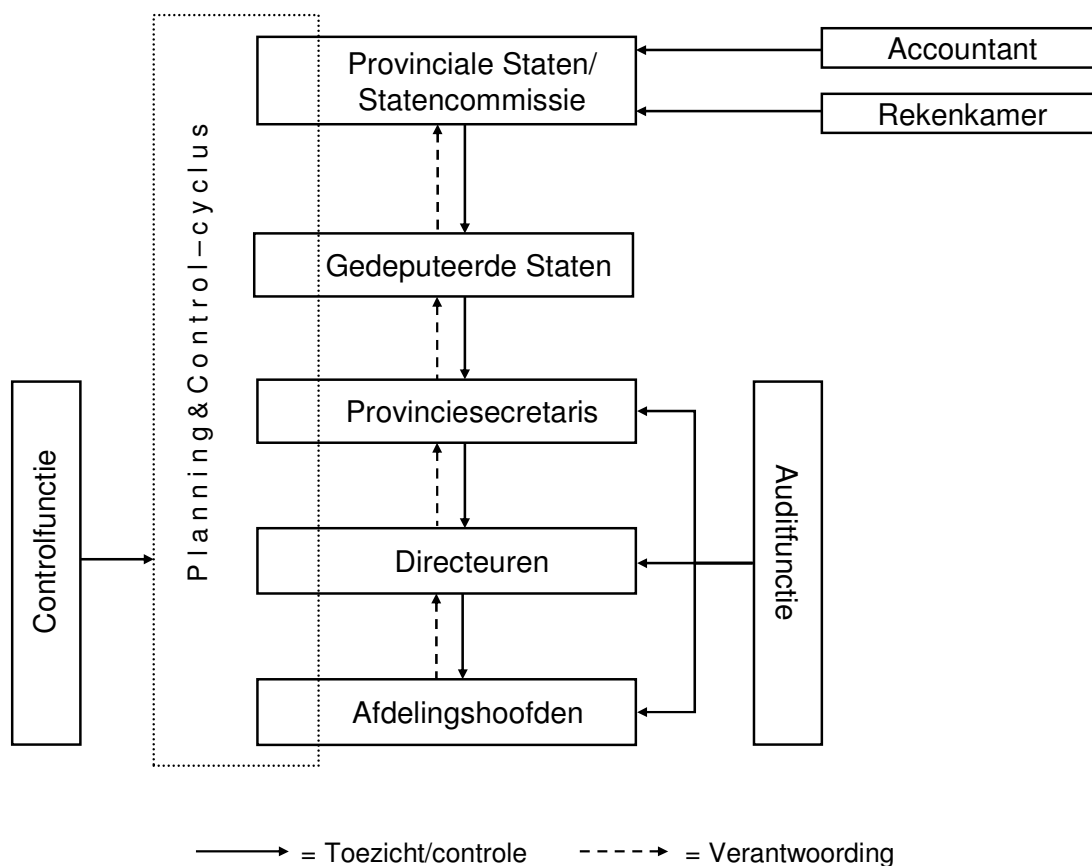 Provinciale Staten/
Statencommissie
Accountant
Rekenkamer
Planning&Control–cyclus
Gedeputeerde Staten
Controlfunctie
Provinciesecretaris
Auditfunctie
Directeuren
Afdelingshoofden
= Toezicht/controle
= Verantwoording